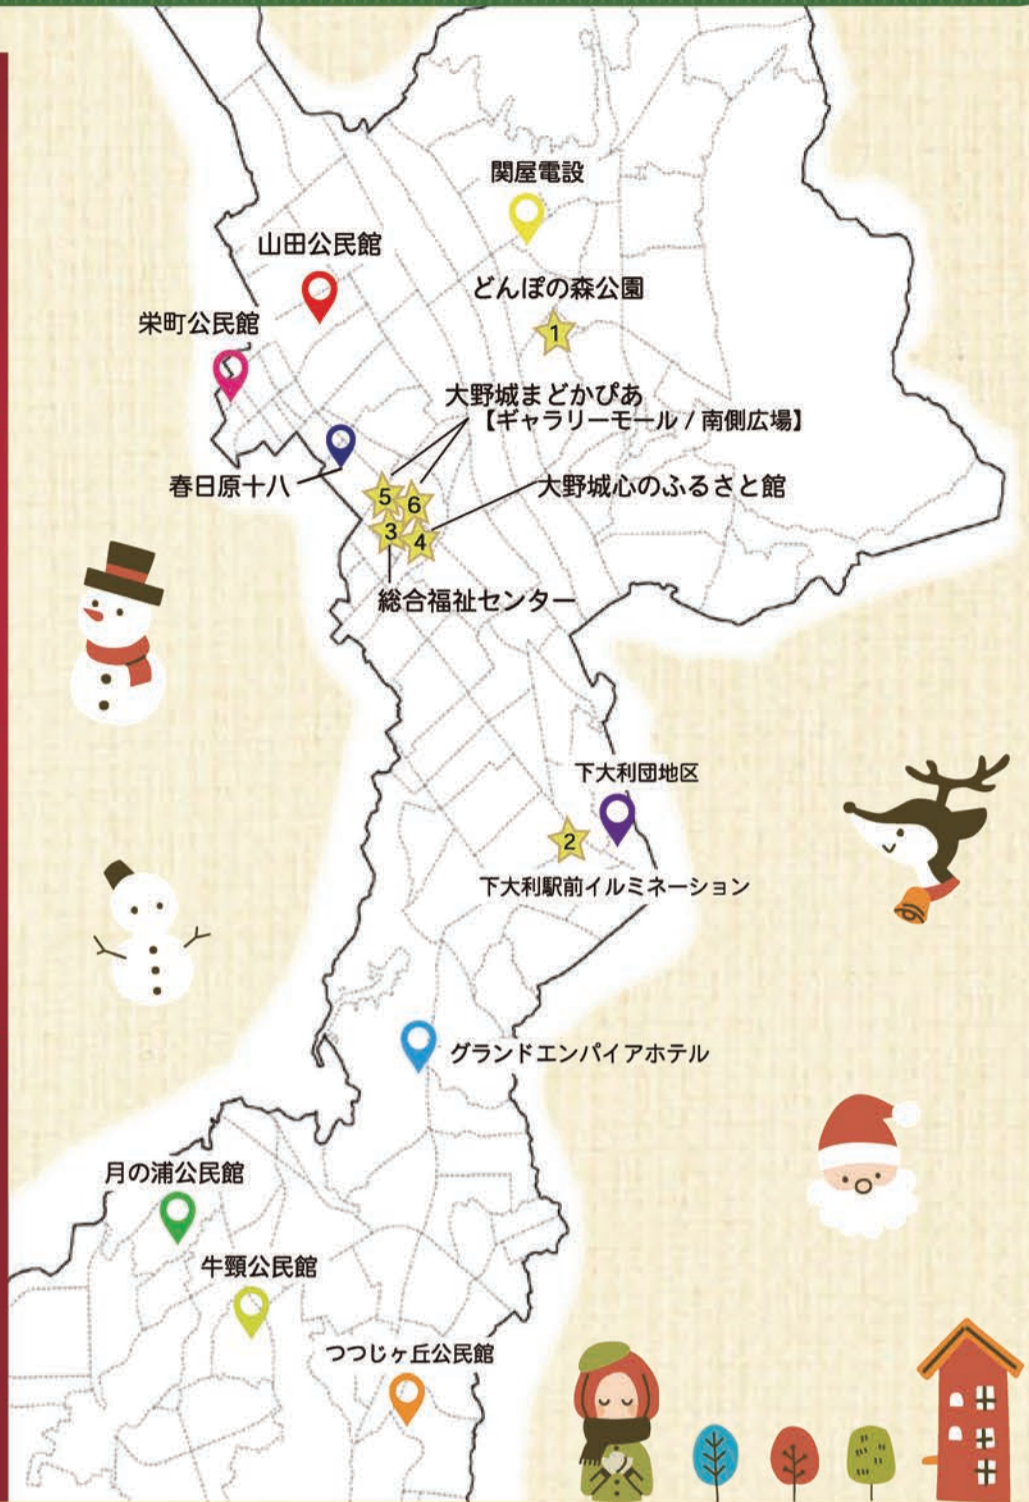 関屋電設
山田公民館
どんぽの森公園
1
栄町公民館
大野城まどかぴあ
【ギャラリーモール / 南側広場】
春日原十八
大野城心のふるさと館
5
6
3
4
総合福祉センター
下大利団地区
2
下大利駅前イルミネーション
グランドエンパイアホテル
月の浦公民館
牛頸公民館
つつじヶ丘公民館